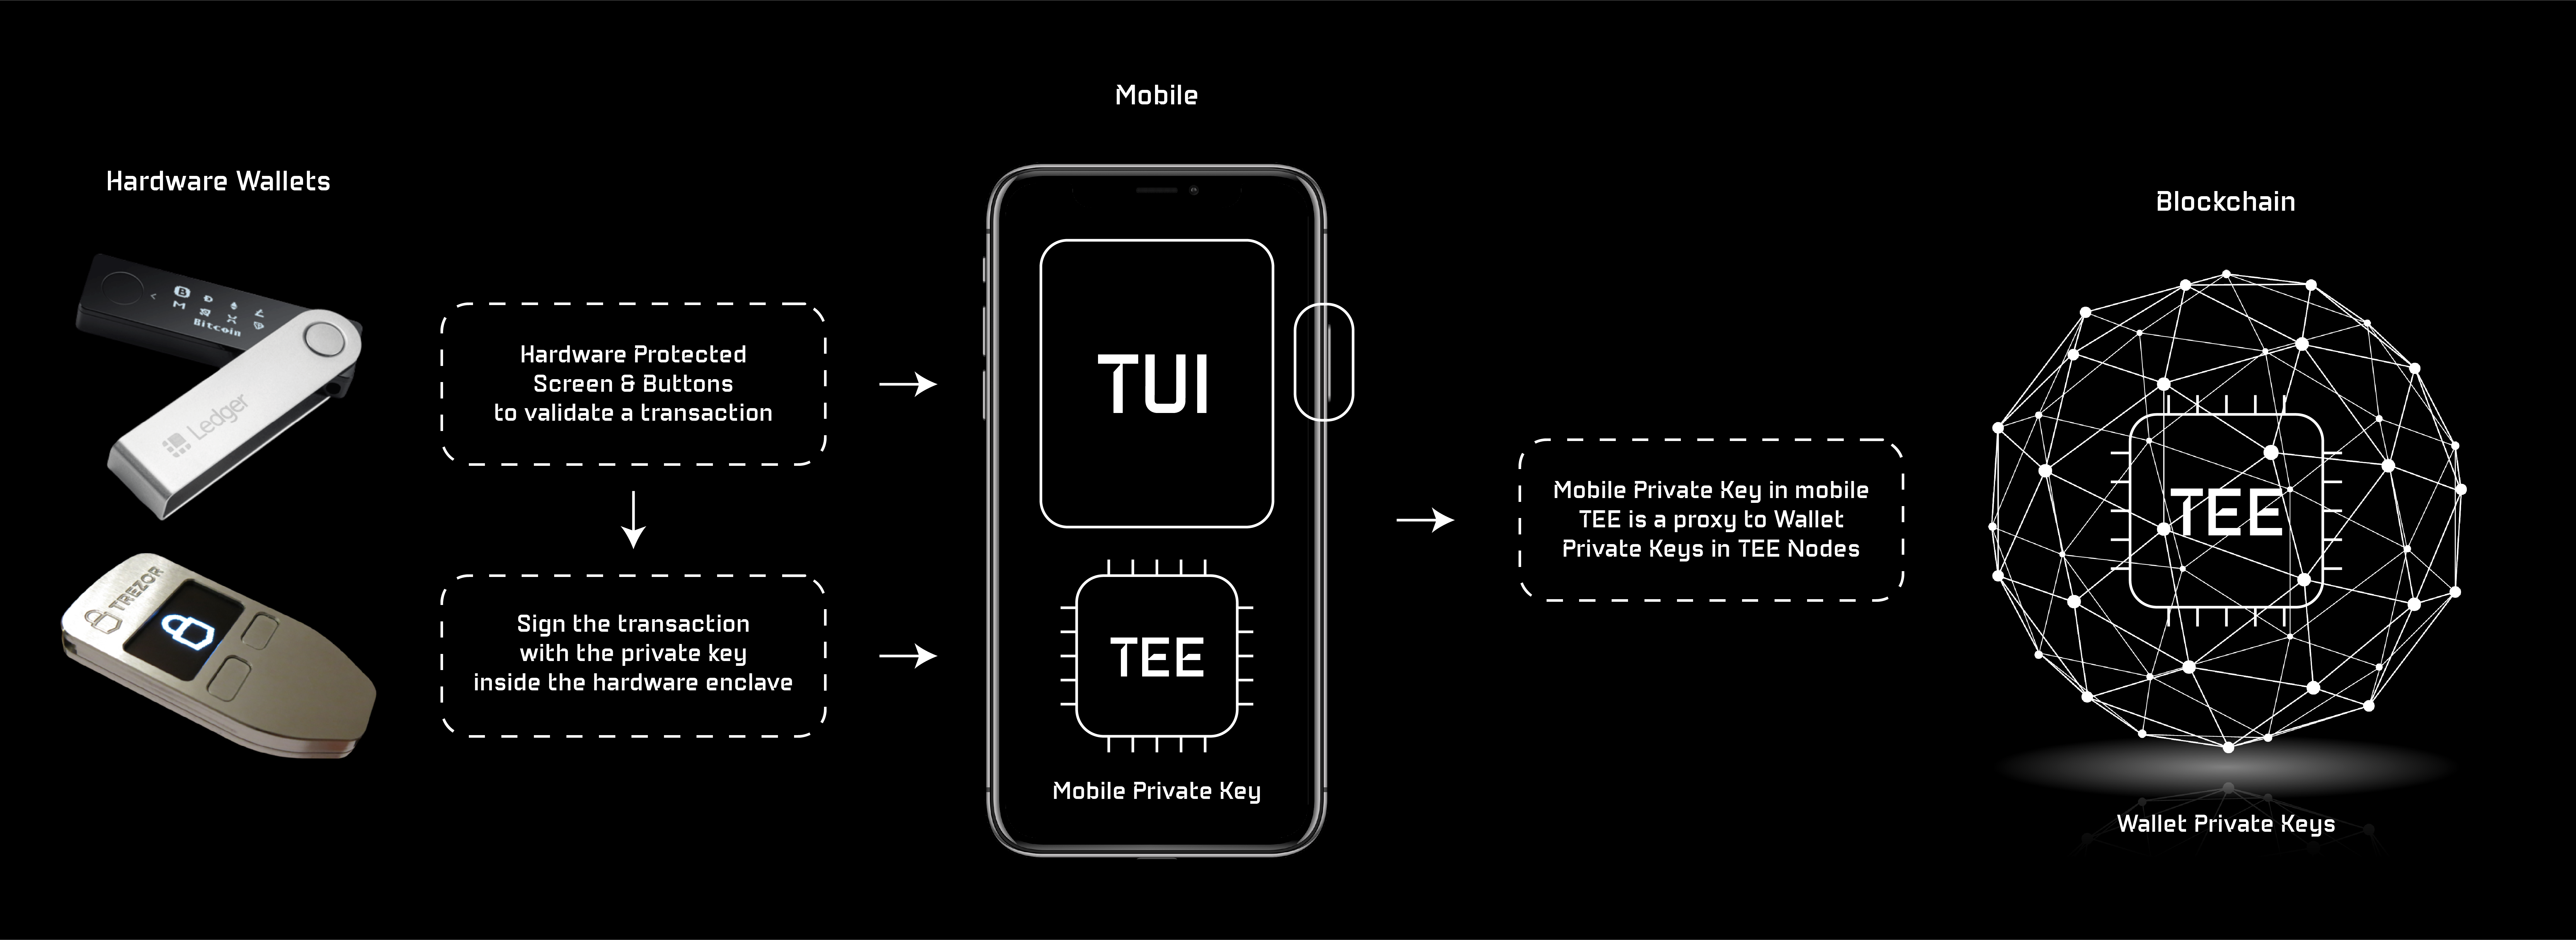 Mobile
Hardware Wallets
Blockchain
Bitcoin
Ledger
TREZOR
Hardware Protected
Screen & Buttons
to validate a transaction
Sign the transaction
with the private key
inside the hardware enclave
TUI
TEE
Mobile Private Key
Mobile Private Key in mobile
TEE is a proxy to Wallet
Private Keys in TEE Nodes
TEE
Wallet Private Keys